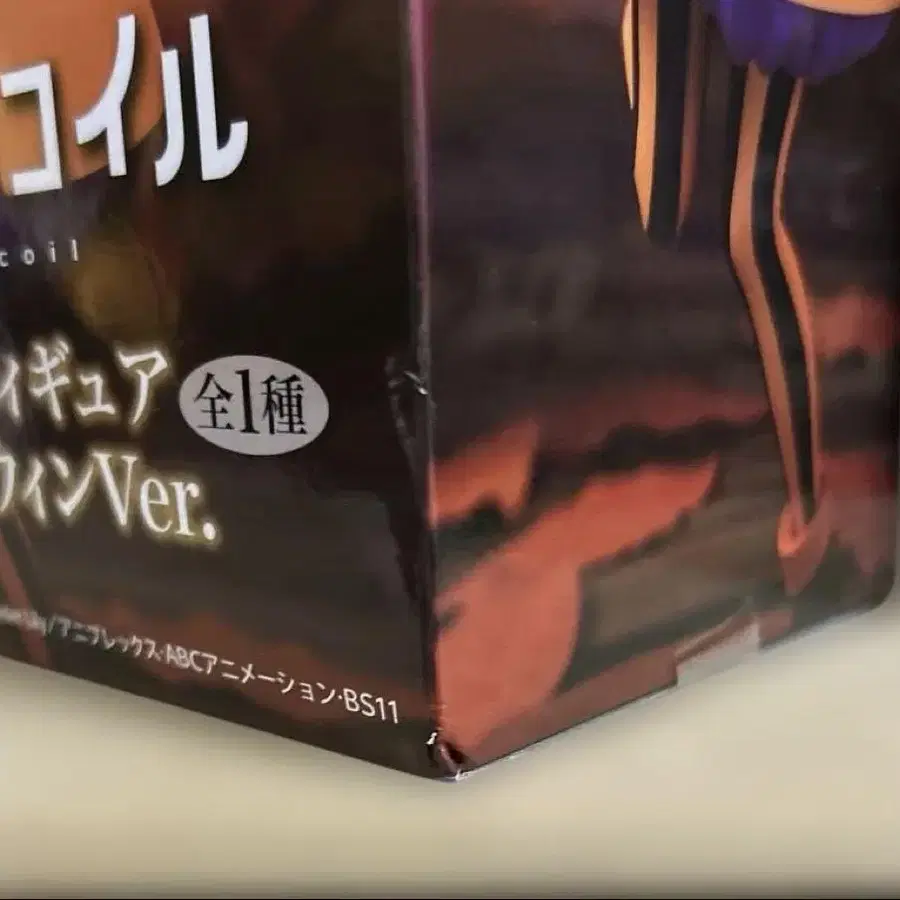 コイル
coil
ィギュア
全1種
ウィンVer.
/アニプレックス・ABCアニメーション・BS11